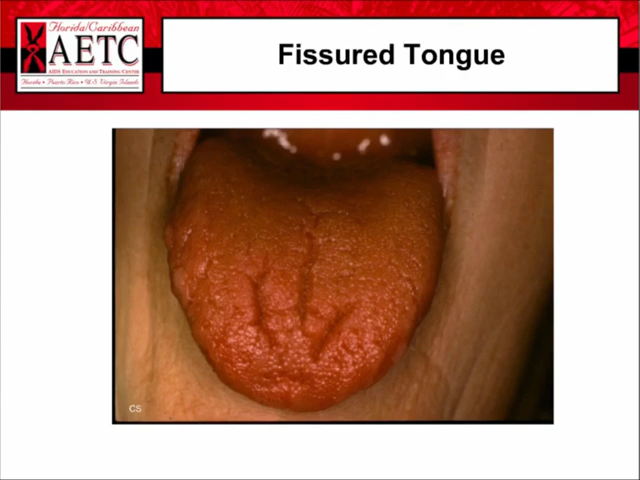 Florida/Caribbean
AETC
AIDS EDUCATION AND TRAINING CENTER
Florida • Puerto Rico • U.S. Virgin Islands
Fissured Tongue
CS